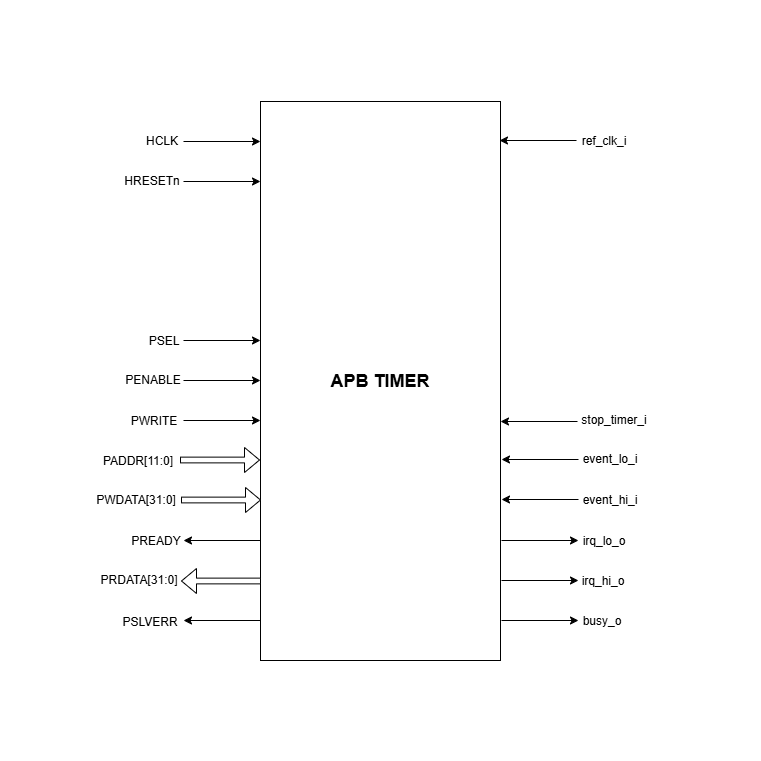 HCLK
ref_clk_i
HRESETn
PSEL
PENABLE
APB TIMER
PWRITE
stop_timer_i
PADDR[11:0]
event_lo_i
PWDATA[31:0]
event_hi_i
PREADY
irq_lo_o
PRDATA[31:0]
irq_hi_o
PSLVERR
busy_o